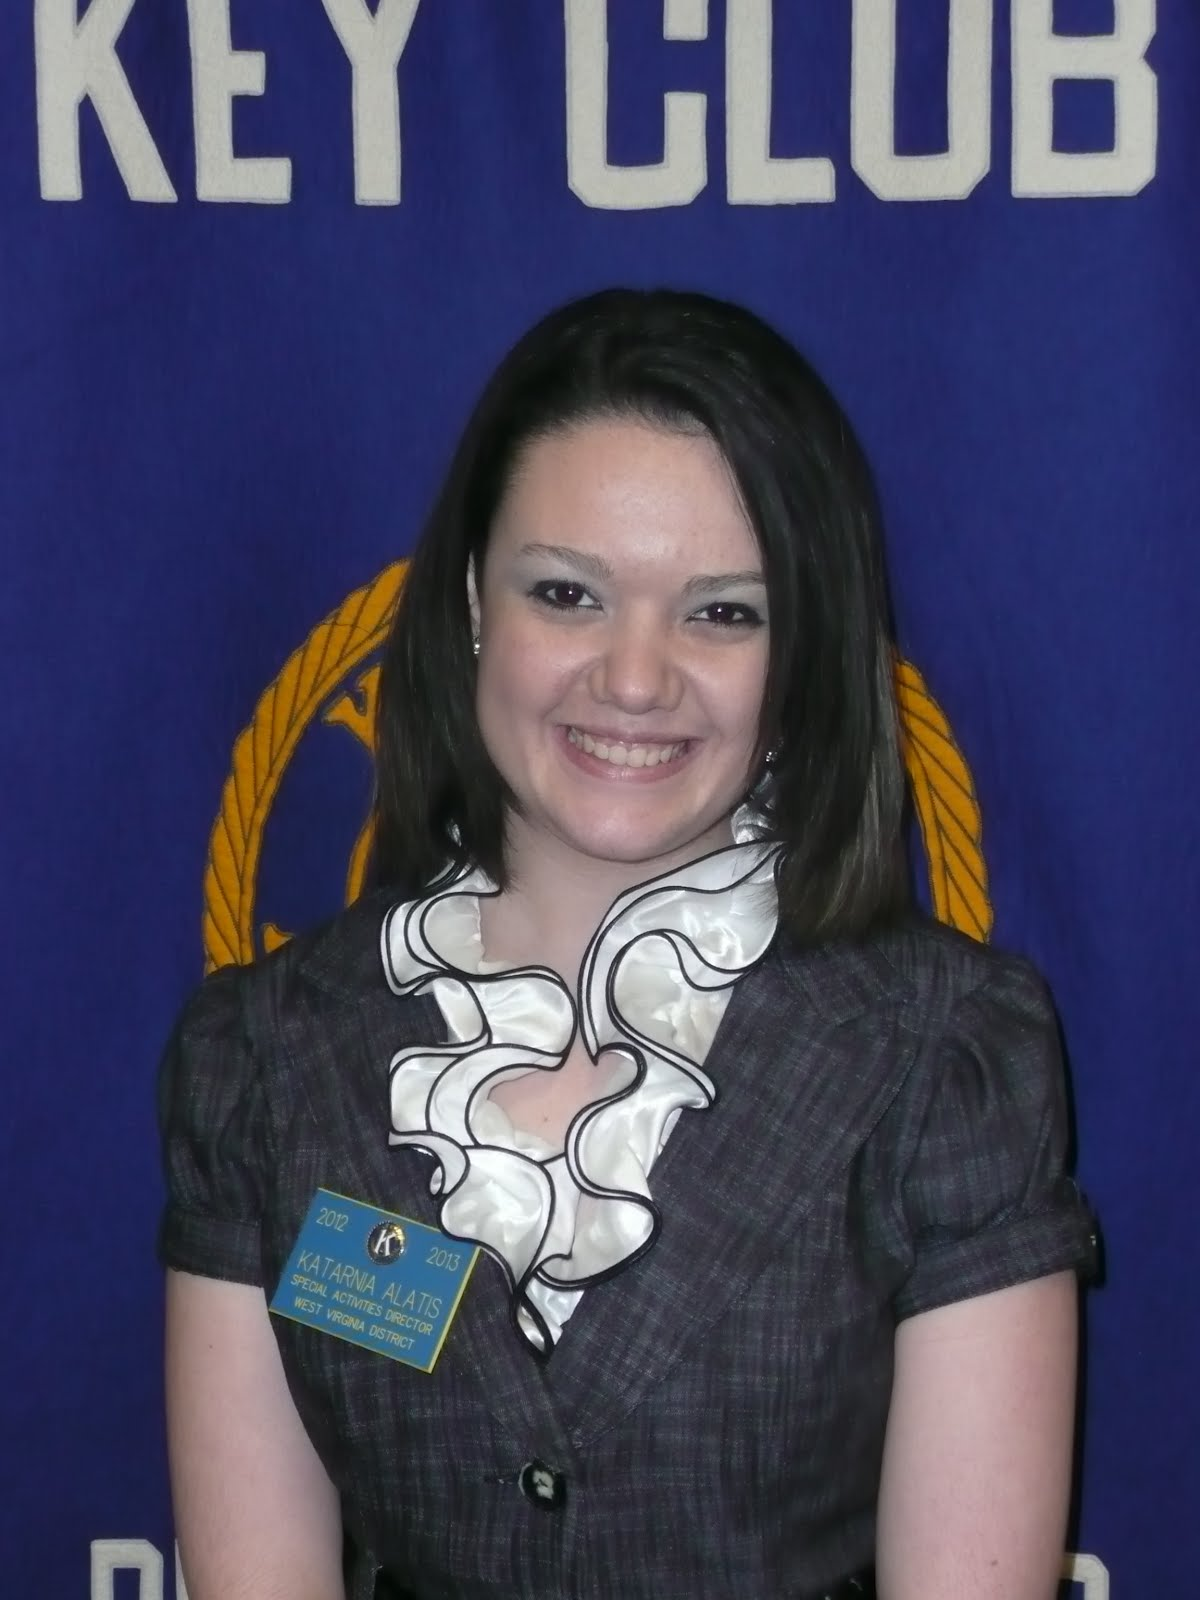 KEY CLUB
2012 K 2013
KATARNIA ALATIS
SPECIAL ACTIVITIES DIRECTOR
WEST VIRGINIA DISTRICT